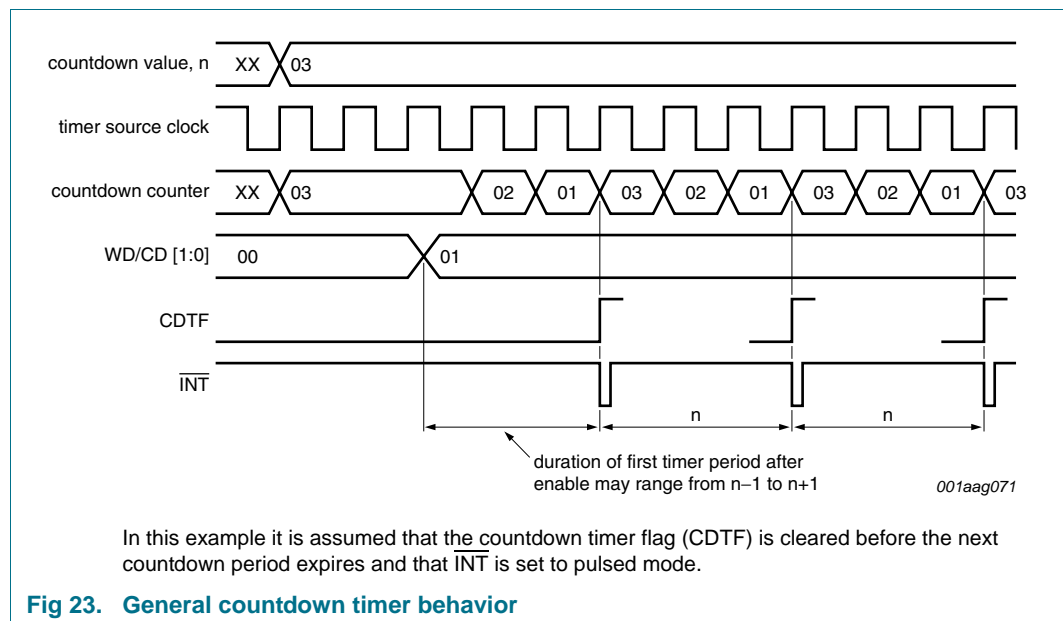 countdown value, n XX 03
timer source clock
countdown counter XX 03 02 01 03 02 01 03 02 01 03
WD/CD [1:0] 00 01
CDTF
INT
n n
duration of first timer period after
enable may range from n−1 to n+1
001aag071
In this example it is assumed that the countdown timer flag (CDTF) is cleared before the next
countdown period expires and that INT is set to pulsed mode.
Fig 23. General countdown timer behavior